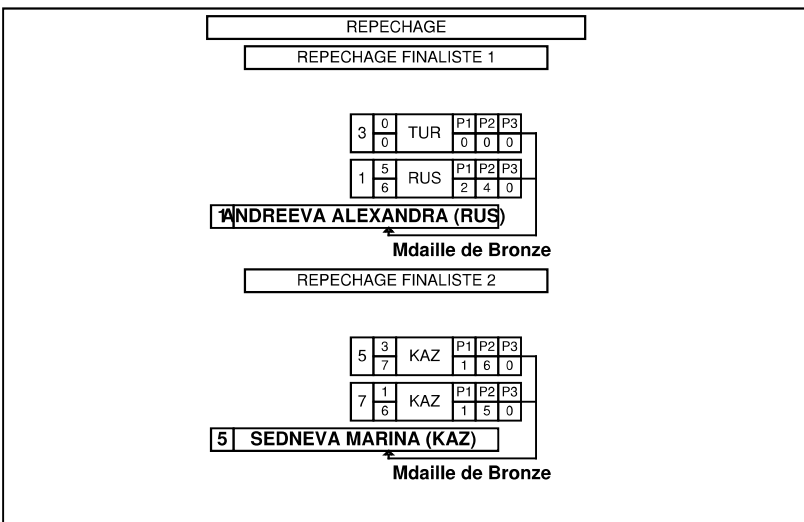 REPECHAGE
REPECHAGE FINALISTE 1
3 0 TUR P1 P2 P3
0 0 0 0
1 5 RUS P1 P2 P3
6 2 4 0
1 ANDREEVA ALEXANDRA (RUS)
Mdaille de Bronze
REPECHAGE FINALISTE 2
5 3 KAZ P1 P2 P3
7 1 6 0
7 1 KAZ P1 P2 P3
6 1 5 0
5 SEDNEVA MARINA (KAZ)
Mdaille de Bronze